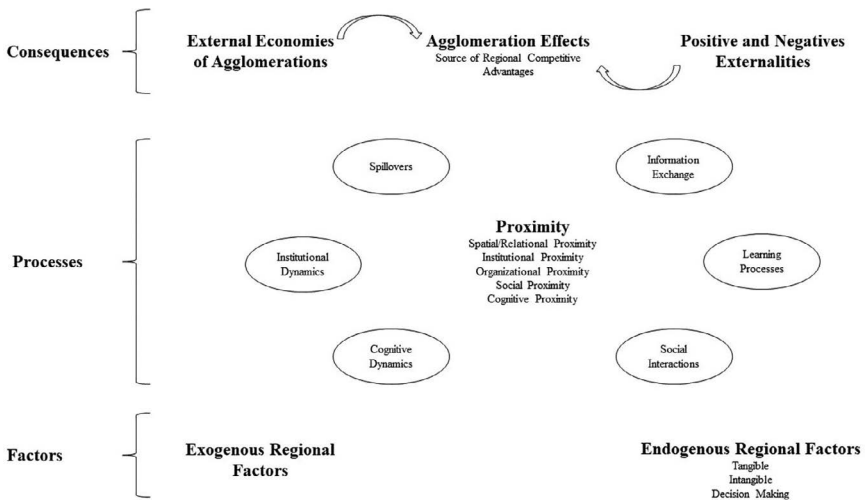 Consequences
External Economies
of Agglomerations
Agglomeration Effects
Source of Regional Competitive
Advantages
Positive and Negatives
Externalities
Processes
Spillovers
Information
Exchange
Institutional
Dynamics
Proximity
Spatial/Relational Proximity
Institutional Proximity
Organizational Proximity
Social Proximity
Cognitive Proximity
Learning
Processes
Cognitive
Dynamics
Social
Interactions
Factors
Exogenous Regional
Factors
Endogenous Regional Factors
Tangible
Intangible
Decision Making